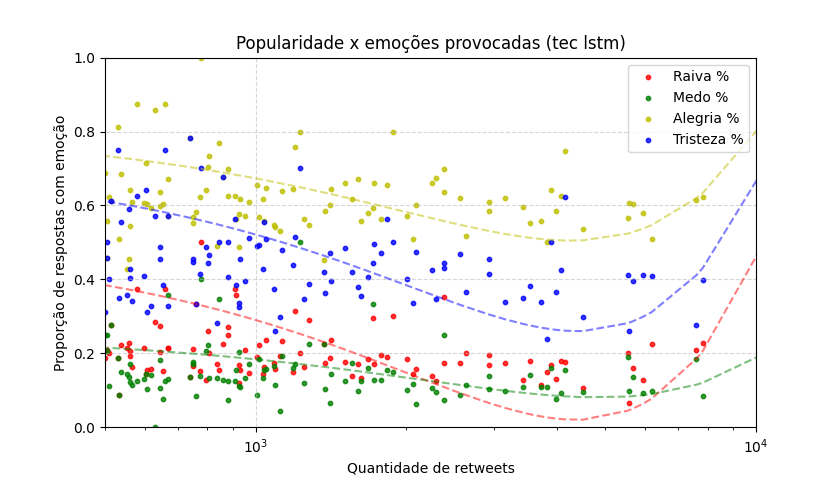 Popularidade x emoções provocadas (tec lstm)
1.0
0.8
0.6
0.4
0.2
0.0
Proporção de respostas com emoção
Raiva %
Medo %
Alegria %
Tristeza %
10³
10⁴
Quantidade de retweets